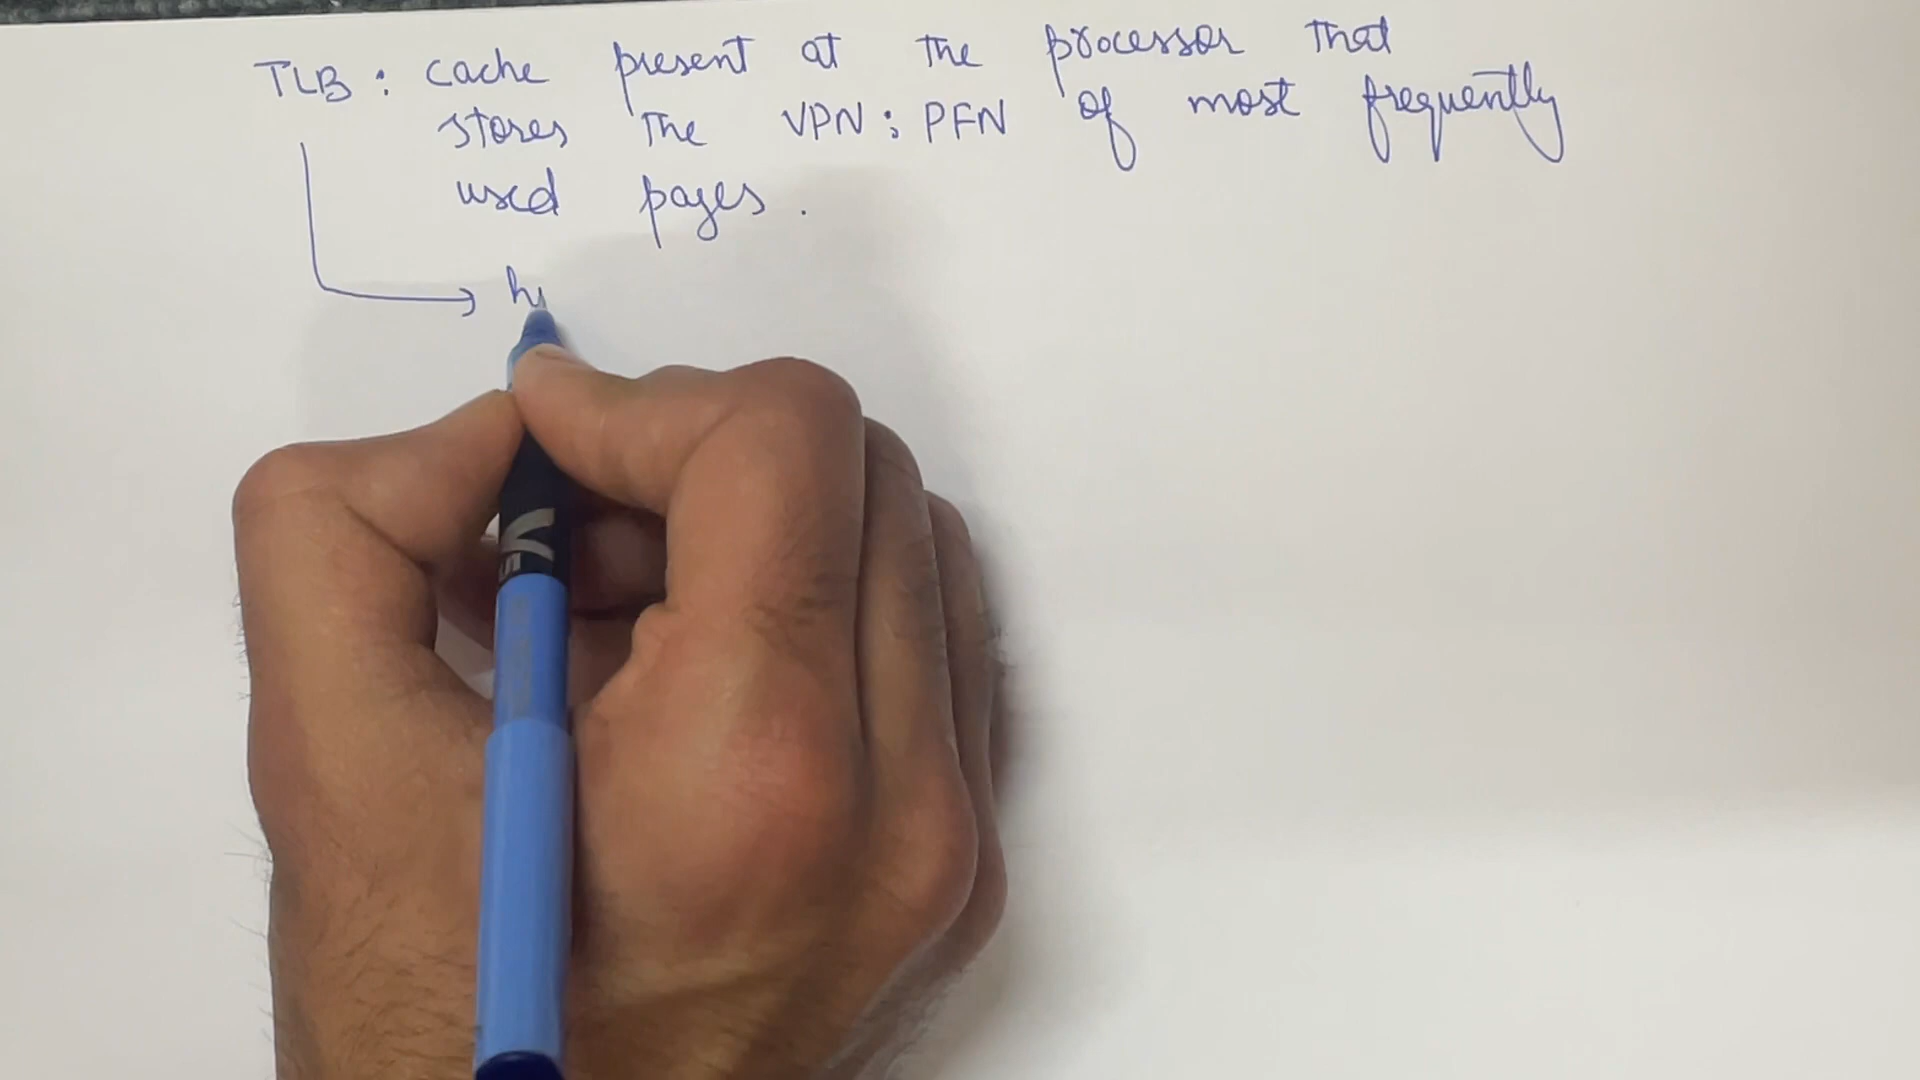 TLB : cache present at the processor that
stores the VPN : PFN of most frequently
used pages.